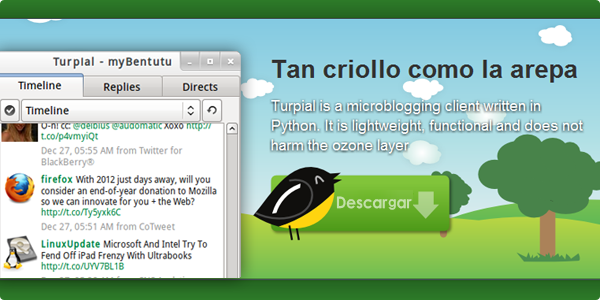 Turpial - myBentutu
Timeline
Replies
Directs
Timeline
cc: @delbius @audomatic Xoxo http://
t.co/p4vmyiQt
Dec 27, 05:55 AM from Twitter for
BlackBerry®
firefox With 2012 just days away, will you
consider an end-of-year donation to Mozilla
so we can innovate for you + the Web?
http://t.co/Ty5yxk6C
Dec 27, 05:51 AM from CoTweet
LinuxUpdate Microsoft And Intel Try To
Fend Off iPad Frenzy With Ultrabooks
http://t.co/UYV7BL1B
Tan criollo como la arepa
Turpial is a microblogging client written in
Python. It is lightweight, functional and does not
harm the ozone layer
Descargar